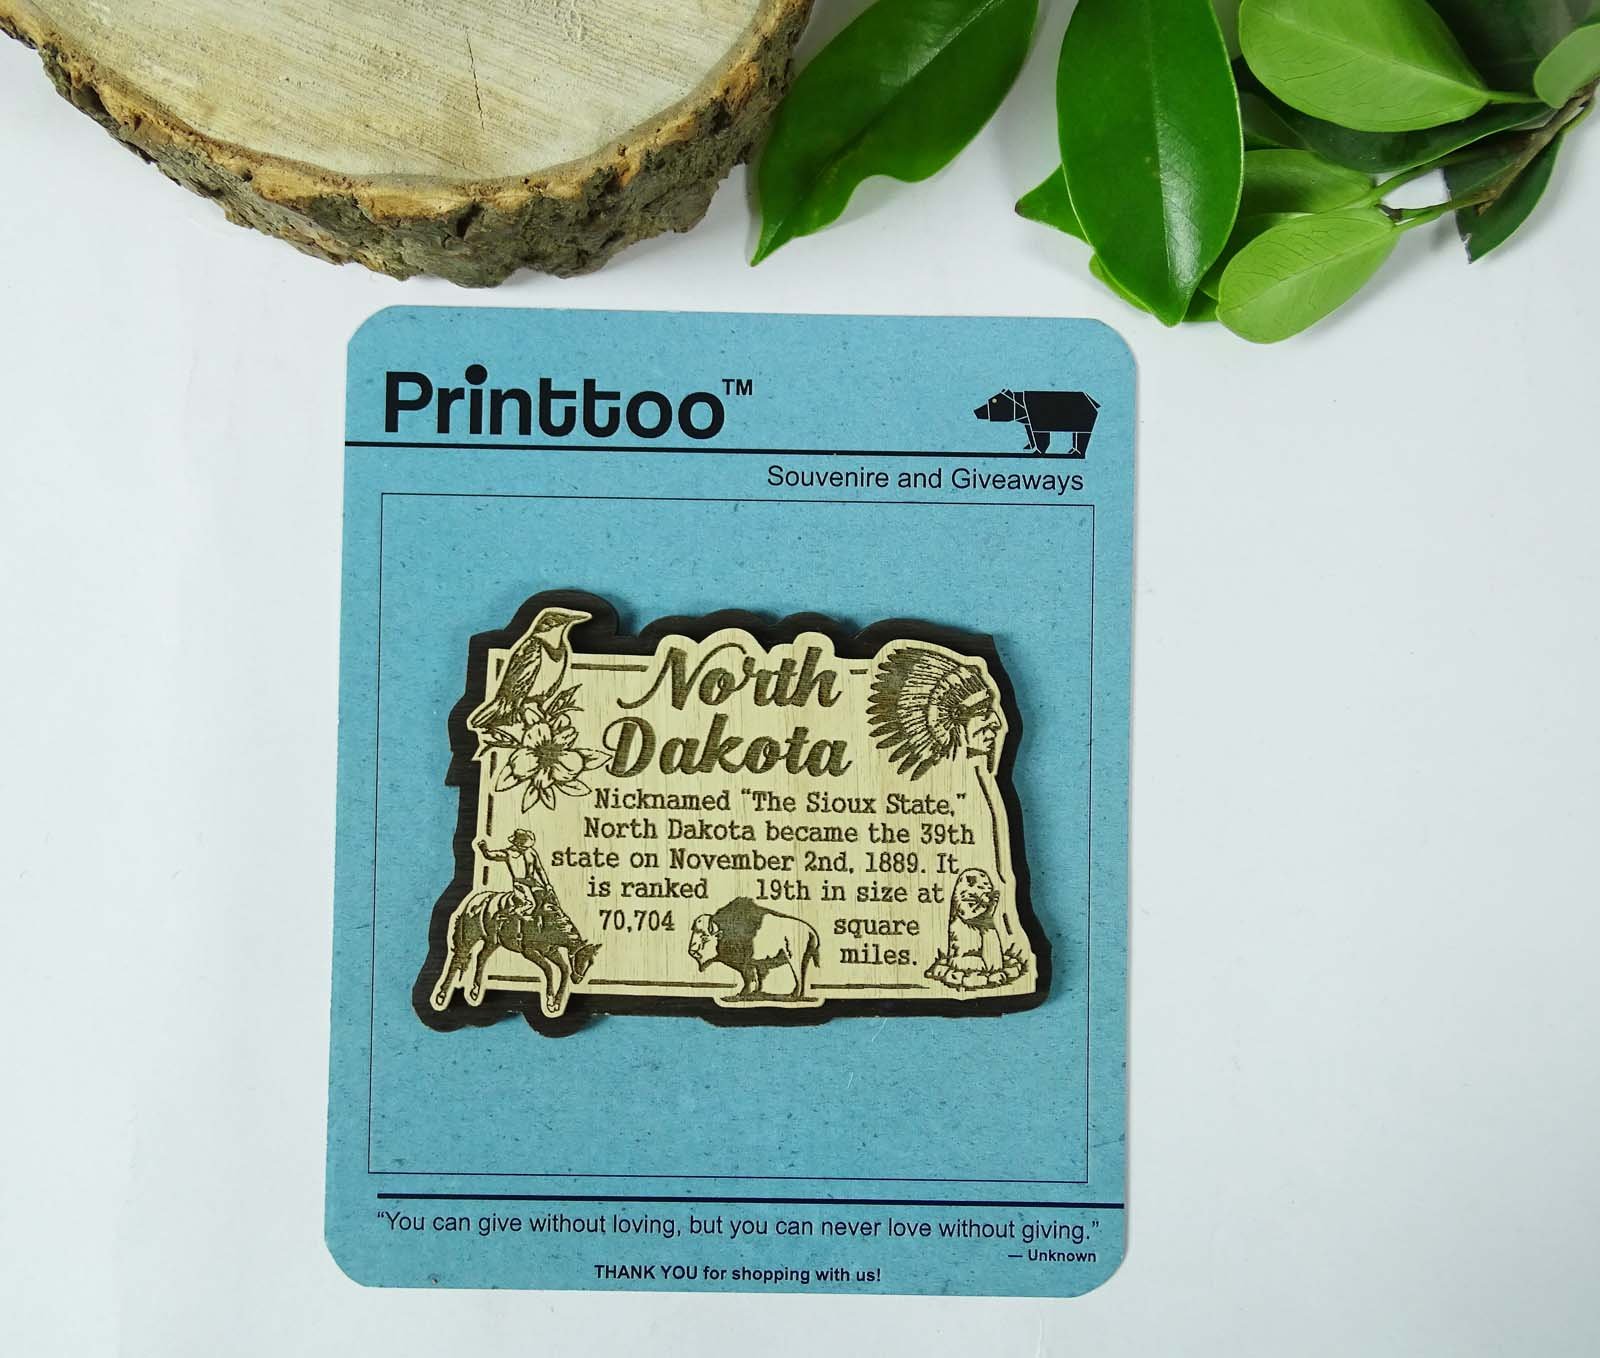 Printtoo™
Souvenire and Giveaways
North
Dakota
Nicknamed "The Sioux State,"
North Dakota became the 39th
state on November 2nd, 1889. It
is ranked 19th in size at
70,704 square
miles.
“You can give without loving, but you can never love without giving.”
— Unknown
THANK YOU for shopping with us!